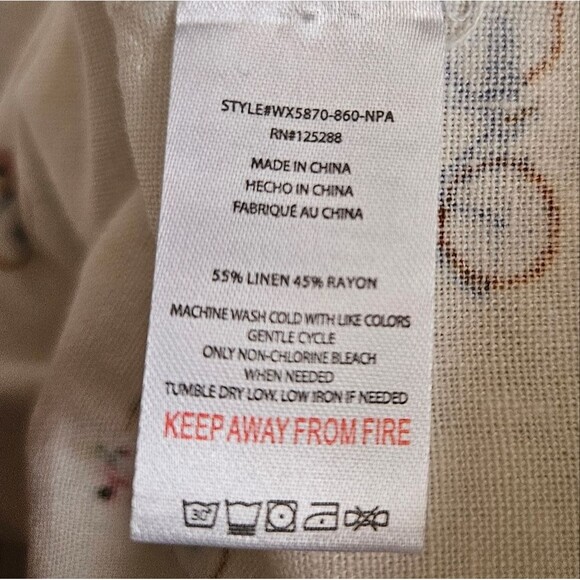 STYLE#WX5870-860-NPA
RN#125288
MADE IN CHINA
HECHO IN CHINA
FABRIQUÉ AU CHINA
55% LINEN 45% RAYON
MACHINE WASH COLD WITH LIKE COLORS
GENTLE CYCLE
ONLY NON-CHLORINE BLEACH
WHEN NEEDED
TUMBLE DRY LOW. LOW IRON IF NEEDED
KEEP AWAY FROM FIRE
30°